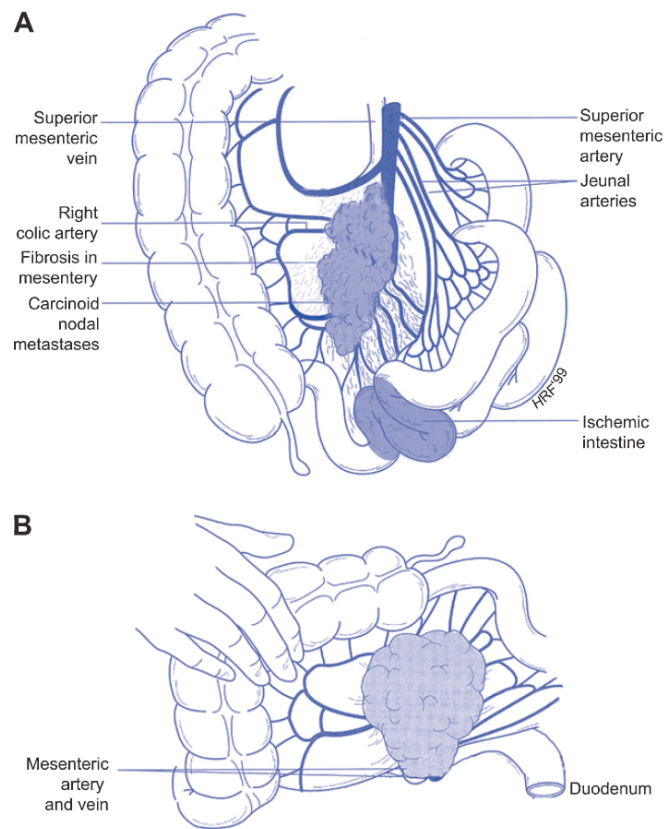 A
Superior
mesenteric
vein
Superior
mesenteric
artery
Jeunal
arteries
Right
colic artery
Fibrosis in
mesentery
Carcinoid
nodal
metastases
HRF'99
Ischemic
intestine
B
Mesenteric
artery
and vein
Duodenum